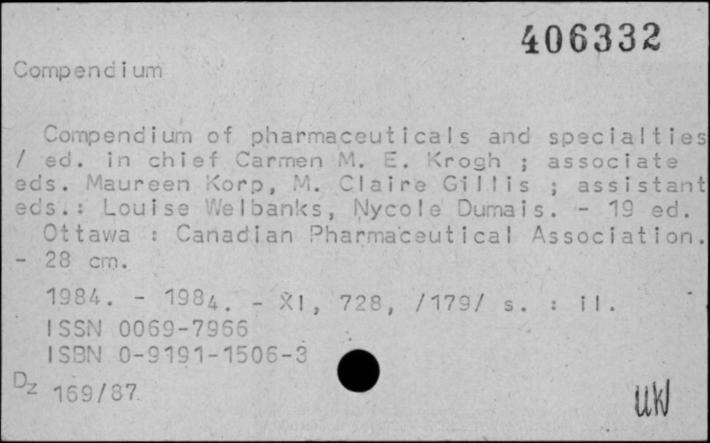 406332
Compendium
Compendium of pharmaceuticals and specialties
/ ed. in chief Carmen M. E. Krogh ; associate
eds. Maureen Korp, M. Claire Gillis ; assistant
eds.: Louise Welbanks, Nycole Dumais. - 19 ed.
Ottawa : Canadian Pharmaceutical Association.
- 28 cm.
1984. - 1984. - XI, 728, /179/ s. : il.
ISSN 0069-7966
ISBN 0-9191-1506-3
Dz 169/87
UW